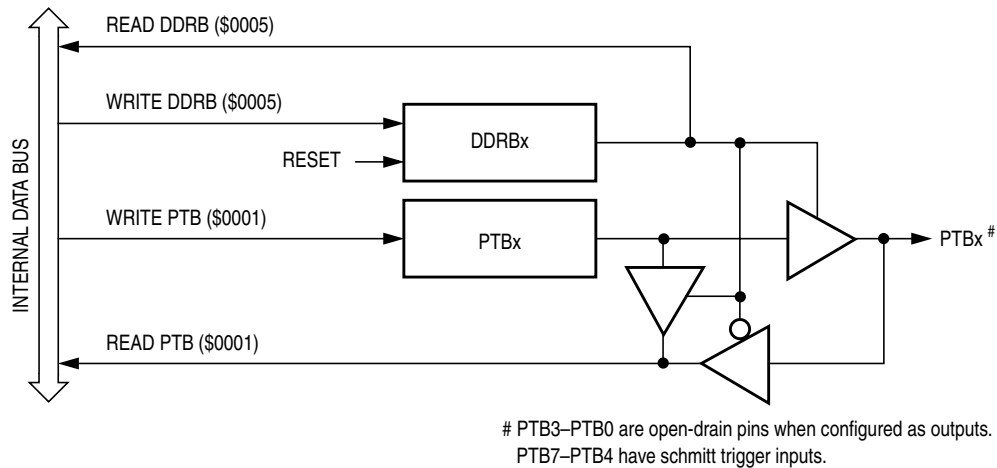 READ DDRB ($0005)
WRITE DDRB ($0005)
DDRBx
RESET
WRITE PTB ($0001)
PTBx
PTBx #
READ PTB ($0001)
INTERNAL DATA BUS
# PTB3–PTB0 are open-drain pins when configured as outputs.
PTB7–PTB4 have schmitt trigger inputs.